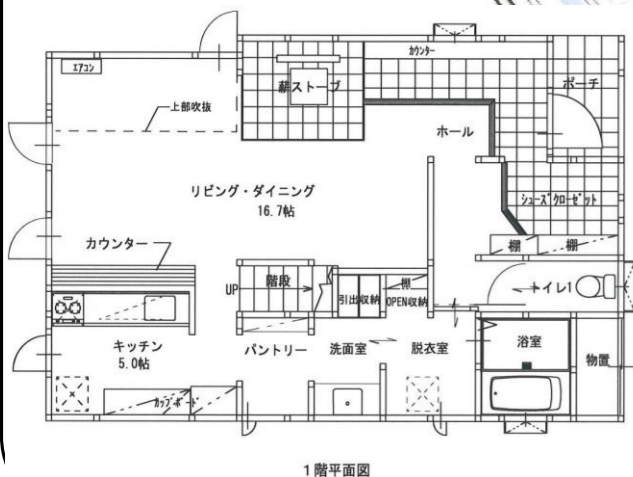 カウンター
エアコン
薪ストーブ
ポーチ
上部吹抜
ホール
リビング・ダイニング
16.7帖
シューズクローゼット
カウンター
棚
棚
UP
階段
引出収納
棚
OPEN収納
トイレ1
キッチン
5.0帖
パントリー
洗面室
脱衣室
浴室
物置
カップボード
1階平面図